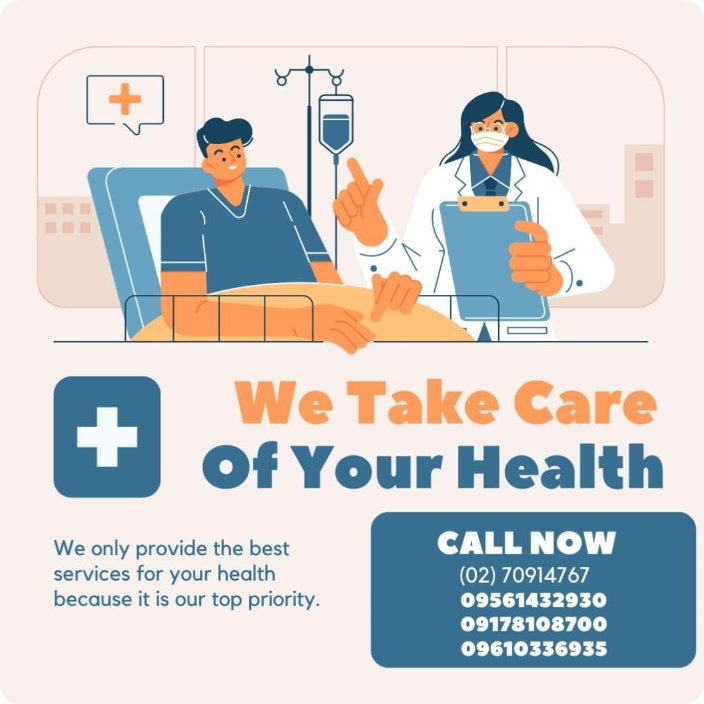 We Take Care
Of Your Health
We only provide the best
services for your health
because it is our top priority.
CALL NOW
(02) 70914767
09561432930
09178108700
09610336935